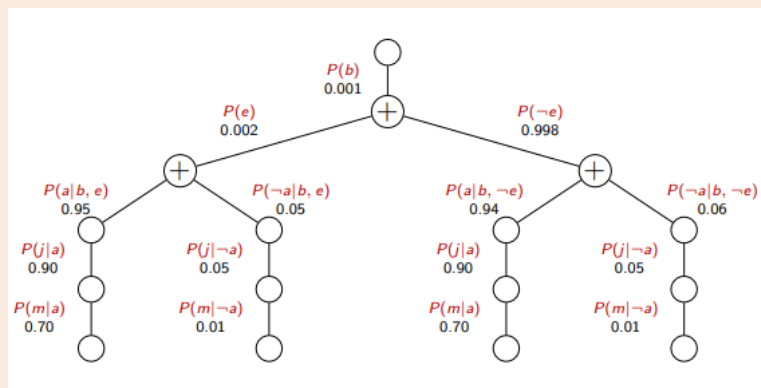 P(b)
0.001
+
P(e)
0.002
P(¬e)
0.998
+
+
P(a|b, e)
0.95
P(¬a|b, e)
0.05
P(a|b, ¬e)
0.94
P(¬a|b, ¬e)
0.06
P(j|a)
0.90
P(j|¬a)
0.05
P(j|a)
0.90
P(j|¬a)
0.05
P(m|a)
0.70
P(m|¬a)
0.01
P(m|a)
0.70
P(m|¬a)
0.01